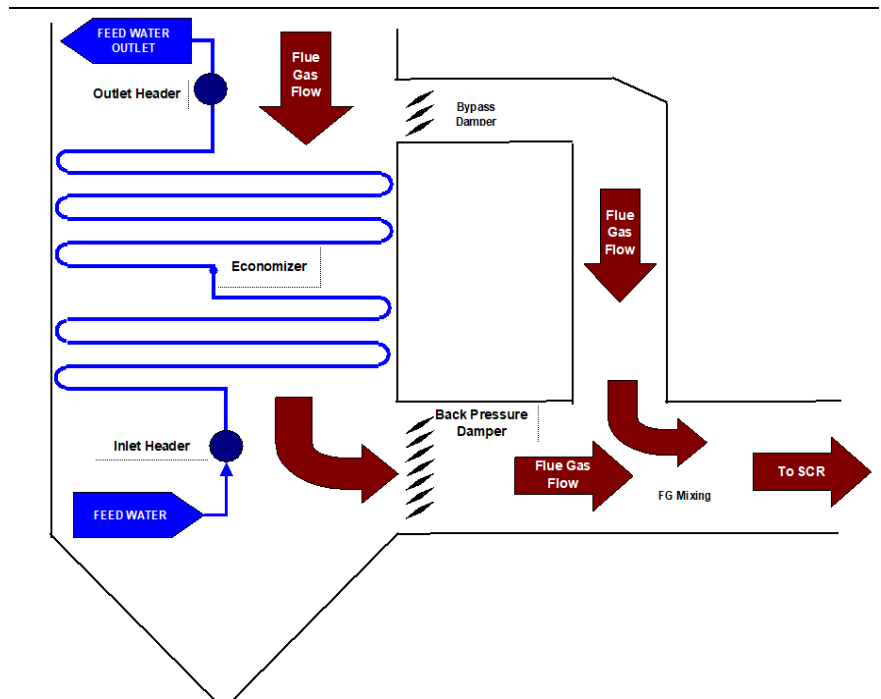 FEED WATER
OUTLET
Flue
Gas
Flow
Outlet Header
Bypass
Damper
Flue
Gas
Flow
Economizer
Back Pressure
Damper
Inlet Header
Flue Gas
Flow
To SCR
FG Mixing
FEED WATER